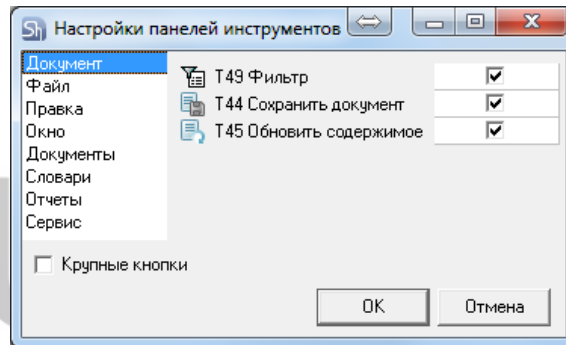 Sh Настройки панелей инструментов
Документ
Файл
Правка
Окно
Документы
Словари
Отчеты
Сервис
T49 Фильтр
T44 Сохранить документ
T45 Обновить содержимое
Крупные кнопки
OK
Отмена